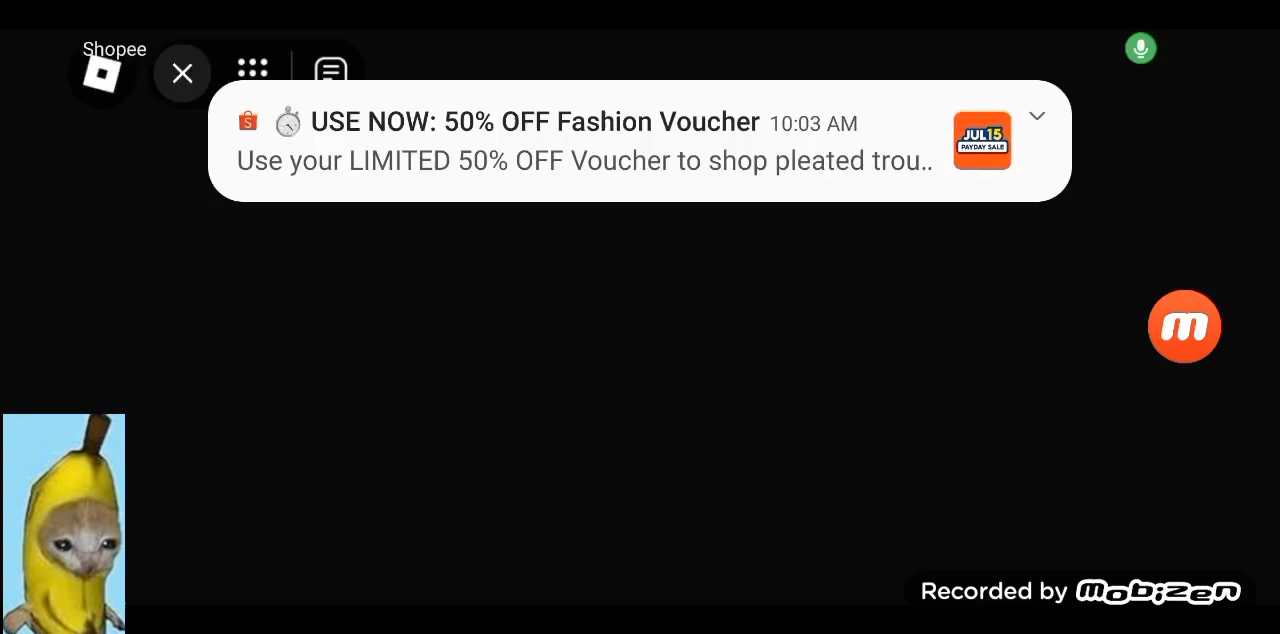 Shopee
USE NOW: 50% OFF Fashion Voucher 10:03 AM
Use your LIMITED 50% OFF Voucher to shop pleated trou..
JUL15
PAYDAY SALE
Recorded by mobizen